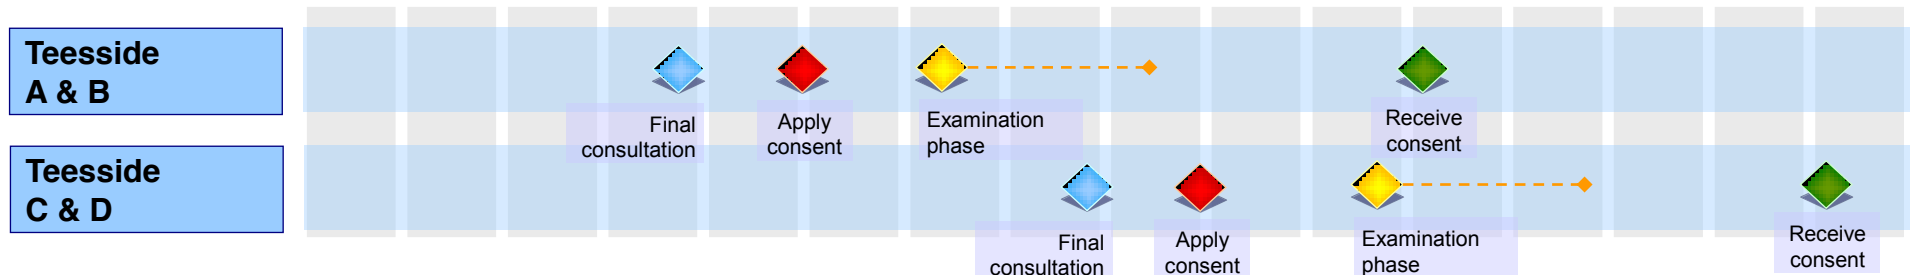 Teesside
A & B
Final
consultation
Apply
consent
Examination
phase
Receive
consent
Teesside
C & D
Final
consultation
Apply
consent
Examination
phase
Receive
consent